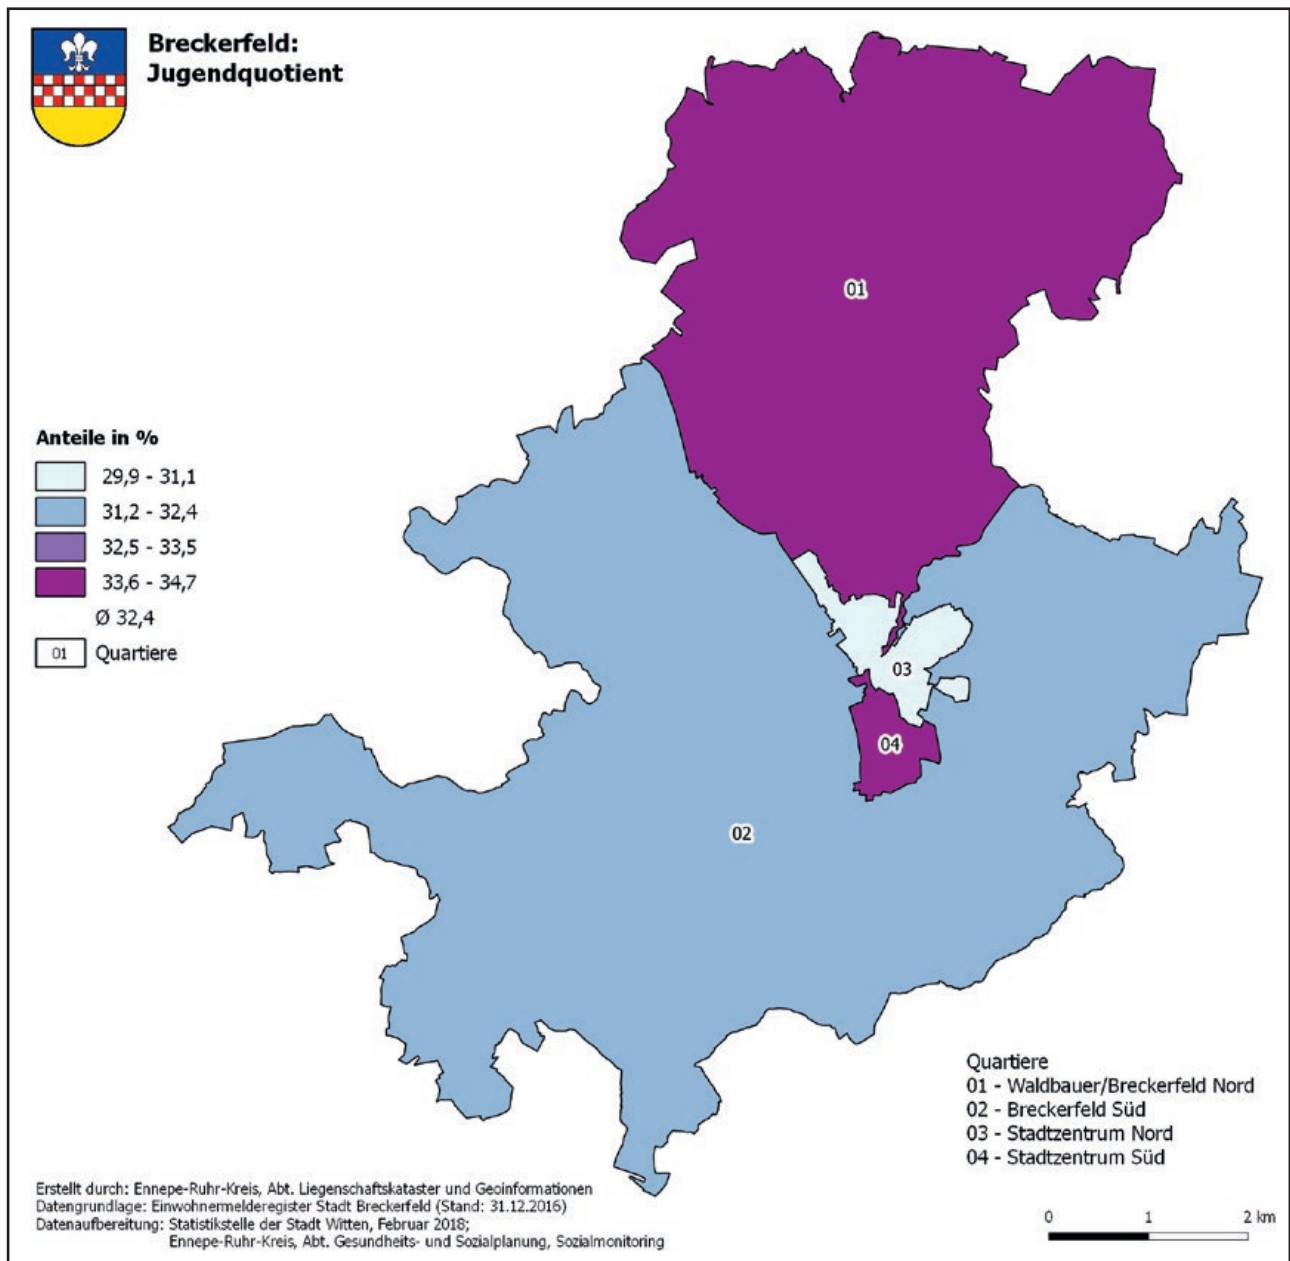 Breckerfeld:
Jugendquotient
01
Anteile in %
29,9 - 31,1
31,2 - 32,4
32,5 - 33,5
33,6 - 34,7
Ø 32,4
01 Quartiere
03
04
02
Quartiere
01 - Waldbauer/Breckerfeld Nord
02 - Breckerfeld Süd
03 - Stadtzentrum Nord
04 - Stadtzentrum Süd
Erstellt durch: Ennepe-Ruhr-Kreis, Abt. Liegenschaftskataster und Geoinformationen
Datengrundlage: Einwohnermelderegister Stadt Breckerfeld (Stand: 31.12.2016)
Datenaufbereitung: Statistikstelle der Stadt Witten, Februar 2018;
Ennepe-Ruhr-Kreis, Abt. Gesundheits- und Sozialplanung, Sozialmonitoring
0 1 2 km